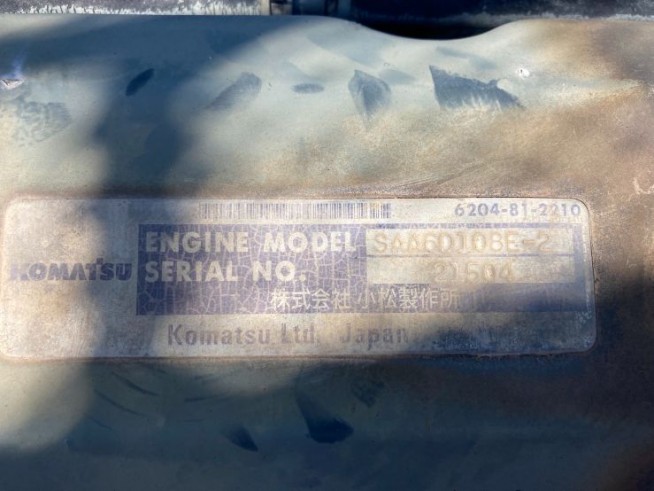 6204-81-2210
ENGINE MODEL SAA6D108E-2
KOMATSU SERIAL NO.
株式会社 小松製作所
Komatsu Ltd. Japan